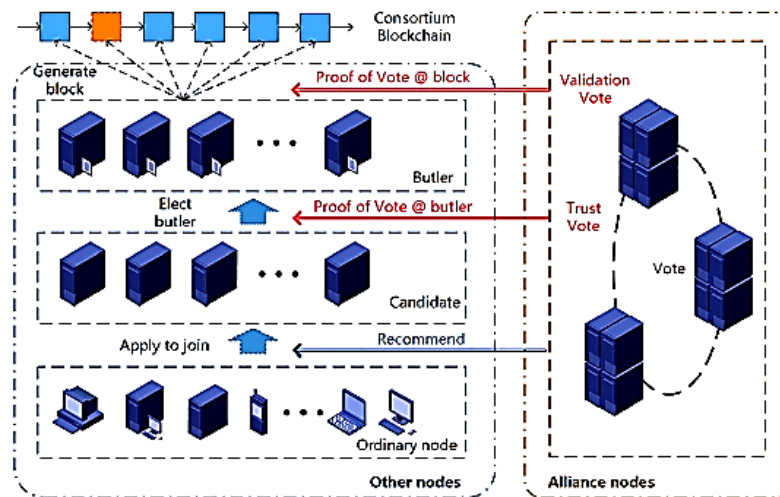 Consortium
Blockchain
Generate
block
Proof of Vote @ block
Validation
Vote
Butler
Elect
butler
Proof of Vote @ butler
Trust
Vote
Vote
Candidate
Apply to join
Recommend
Ordinary node
Other nodes
Alliance nodes